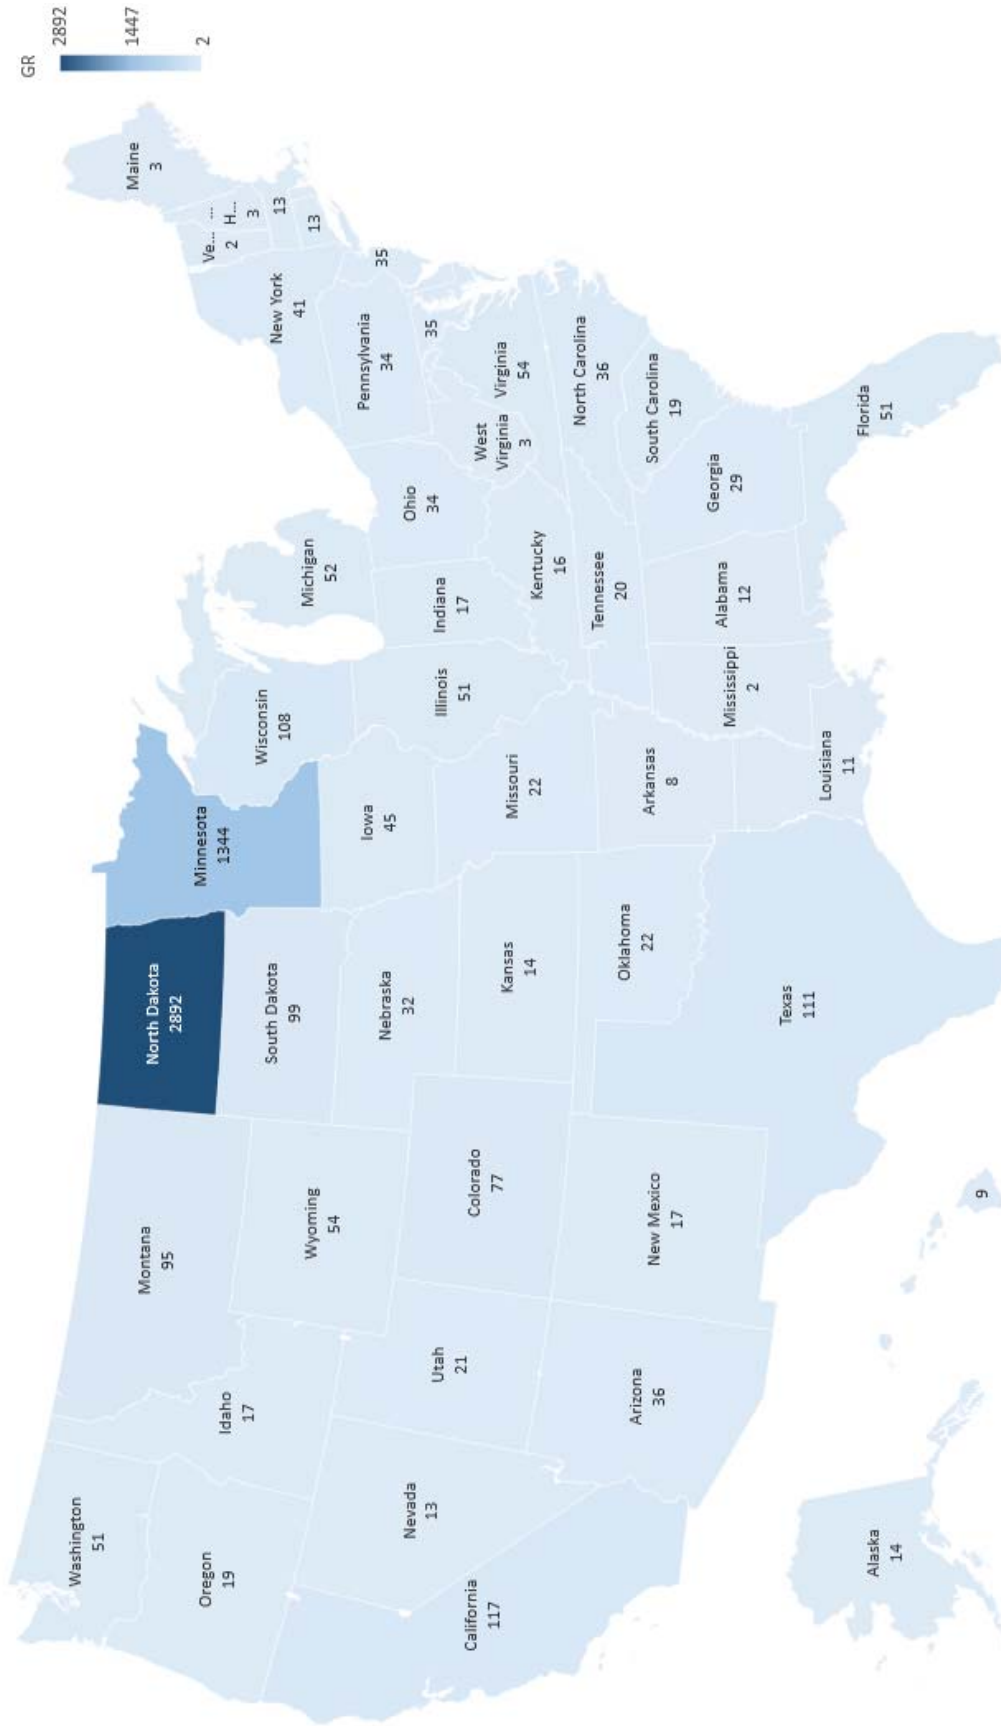 GR
2892
1447
2
Washington
51
Oregon
19
California
117
Nevada
13
Idaho
17
Montana
95
Wyoming
54
Utah
21
Arizona
36
Colorado
77
New Mexico
17
North Dakota
2892
South Dakota
99
Nebraska
32
Kansas
14
Oklahoma
22
Texas
111
Minnesota
1344
Iowa
45
Missouri
22
Arkansas
8
Louisiana
11
Wisconsin
108
Illinois
51
Mississippi
2
Michigan
52
Indiana
17
Kentucky
16
Tennessee
20
Alabama
12
Ohio
34
West
Virginia
3
Georgia
29
Florida
51
South Carolina
19
North Carolina
36
Virginia
54
Pennsylvania
34
35
35
New York
41
Ve...
2
...
H...
3
13
13
Maine
3
Alaska
14
9